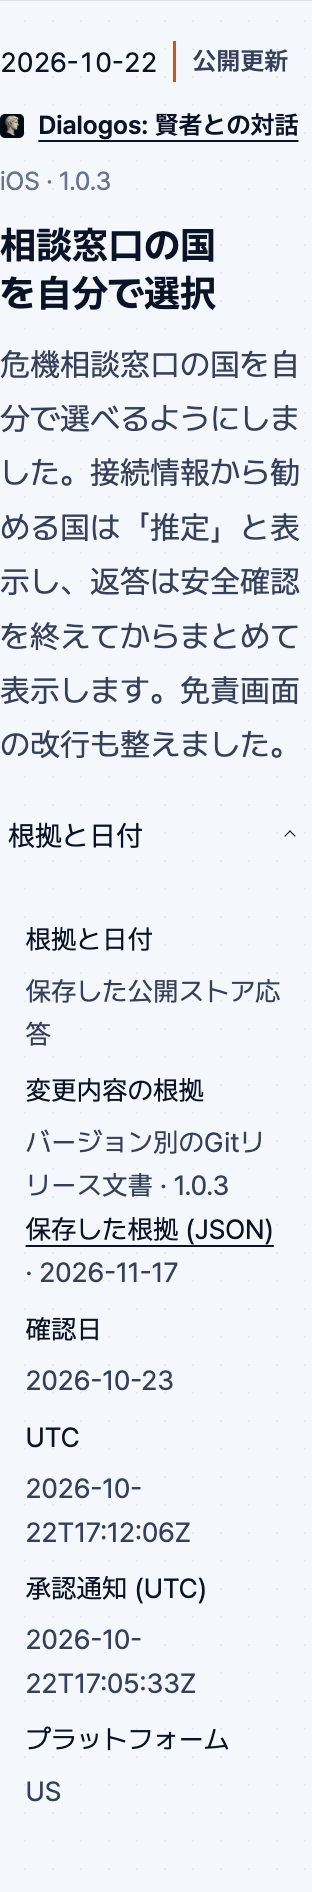 2026-10-22 公開更新
Dialogos: 賢者との対話
iOS · 1.0.3
相談窓口の国
を自分で選択
危機相談窓口の国を自
分で選べるようにしま
した。接続情報から勧
める国は「推定」と表
示し、返答は安全確認
を終えてからまとめて
表示します。免責画面
の改行も整えました。
根拠と日付
根拠と日付
保存した公開ストア応
答
変更内容の根拠
バージョン別のGitリ
リース文書 · 1.0.3
保存した根拠 (JSON)
· 2026-11-17
確認日
2026-10-23
UTC
2026-10-
22T17:12:06Z
承認通知 (UTC)
2026-10-
22T17:05:33Z
プラットフォーム
US